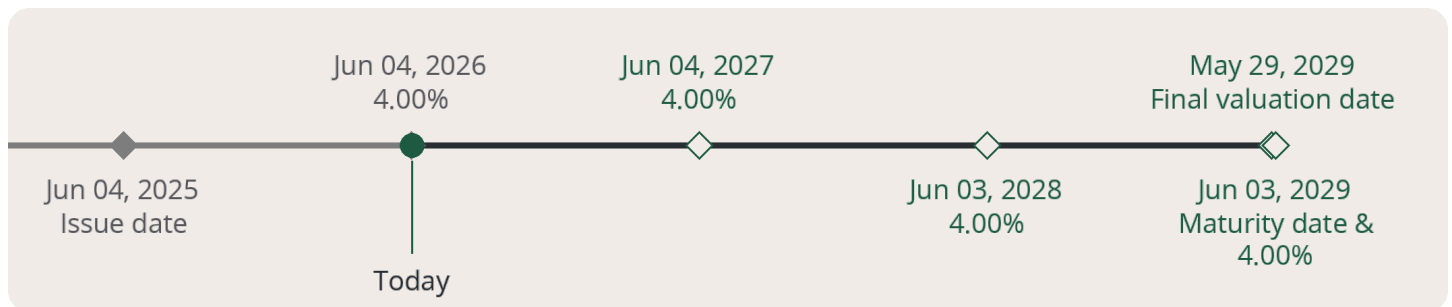 Jun 04, 2026
4.00%
Jun 04, 2027
4.00%
May 29, 2029
Final valuation date
Jun 04, 2025
Issue date
Jun 03, 2028
4.00%
Jun 03, 2029
Maturity date &
4.00%
Today